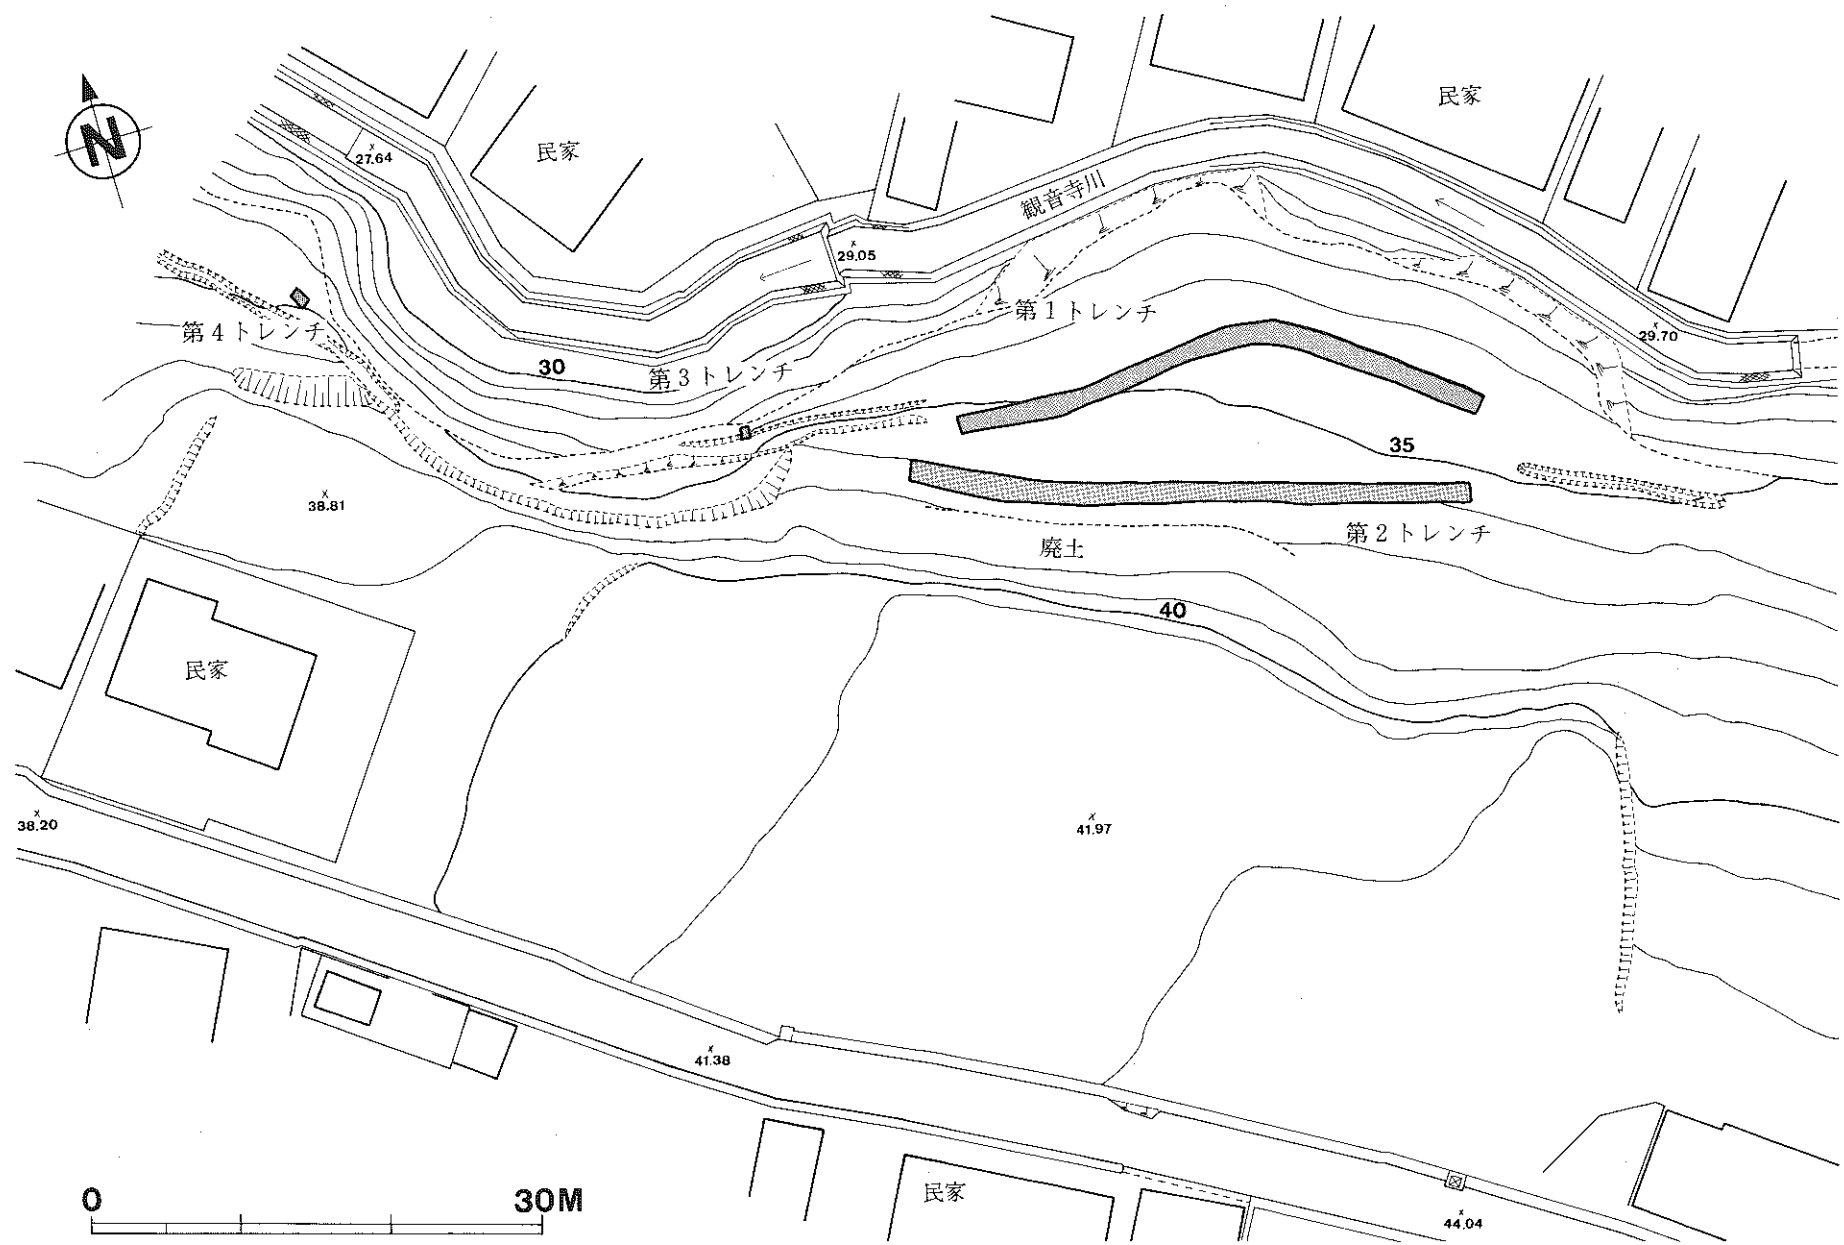 民家
N
27.64
民家
観音寺川
29.05
第1トレンチ
29.70
第4トレンチ
30
第3トレンチ
35
38.81
第2トレンチ
廃土
40
民家
38.20
41.97
41.38
0 30M
民家
44.04